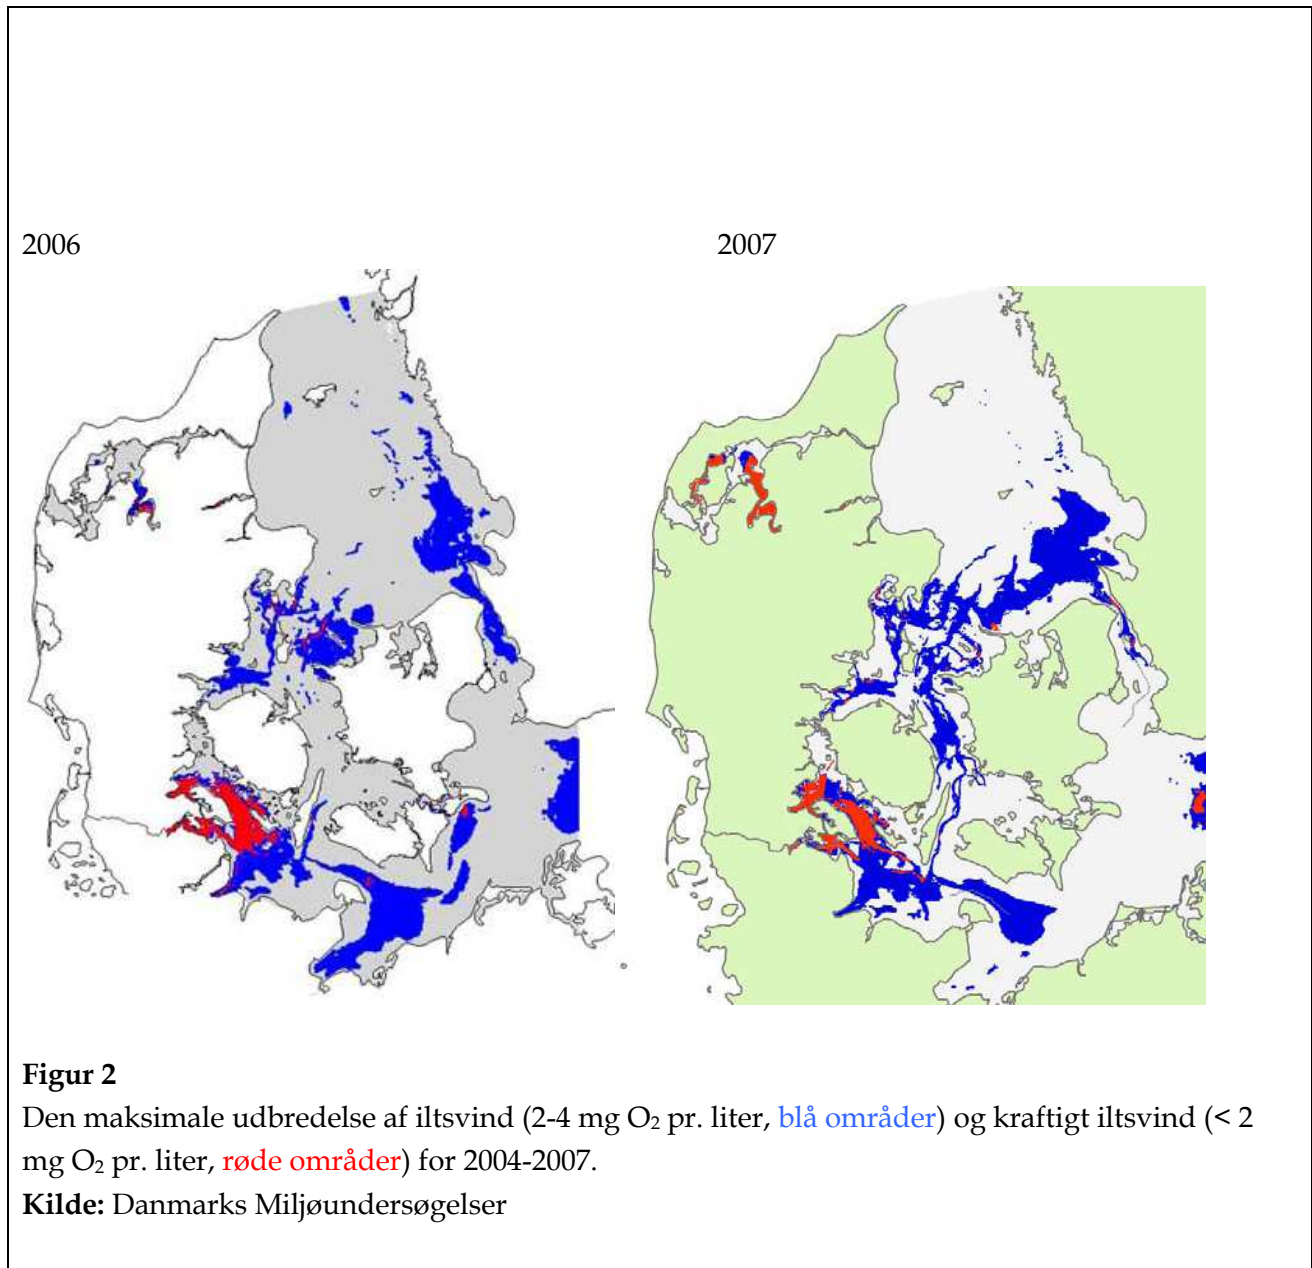 2006 2007
Figur 2
Den maksimale udbredelse af iltsvind (2-4 mg O₂ pr. liter, blå områder) og kraftigt iltsvind (< 2
mg O₂ pr. liter, røde områder) for 2004-2007.
Kilde: Danmarks Miljøundersøgelser